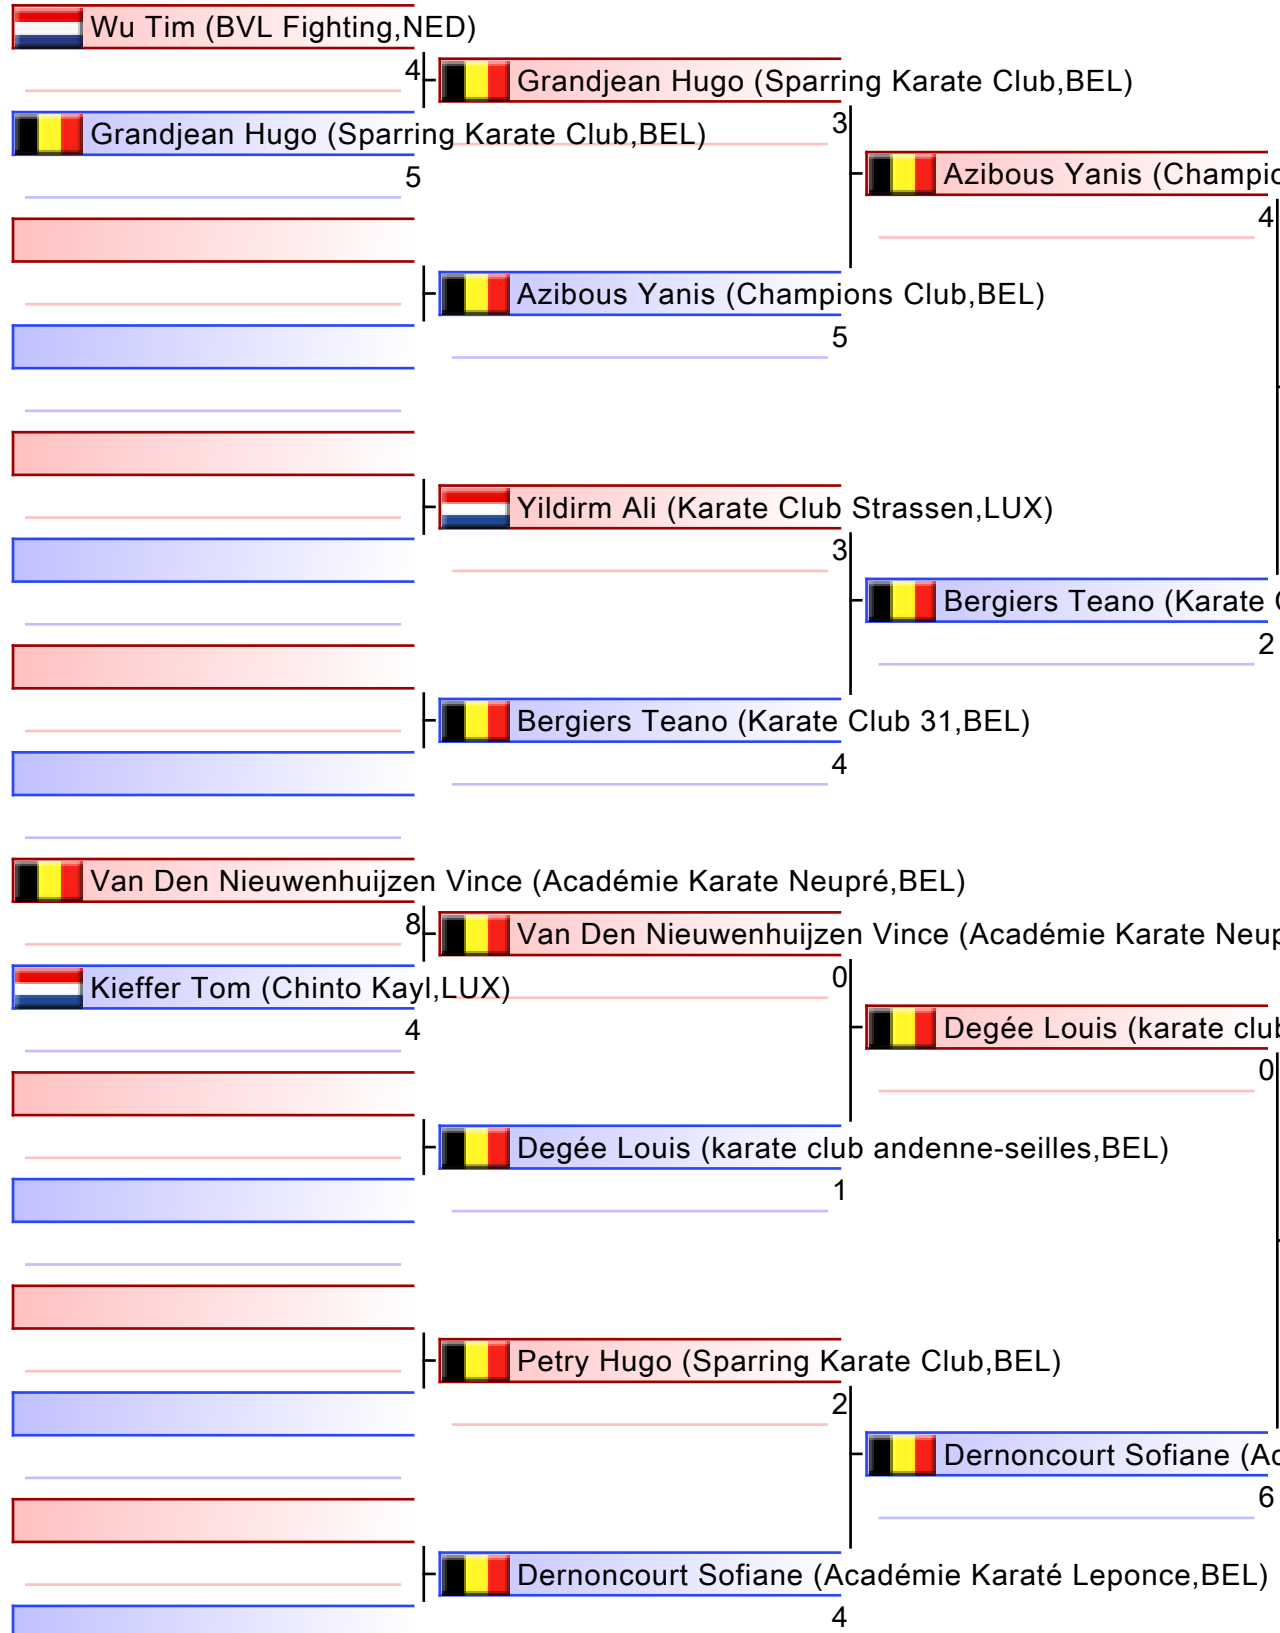 Wu Tim (BVL Fighting,NED)
4
Grandjean Hugo (Sparring Karate Club,BEL)
3
Grandjean Hugo (Sparring Karate Club,BEL)
5
Azibous Yanis (Champio
4
Azibous Yanis (Champions Club,BEL)
5
Yildirm Ali (Karate Club Strassen,LUX)
3
Bergiers Teano (Karate
2
Bergiers Teano (Karate Club 31,BEL)
4
Van Den Nieuwenhuijzen Vince (Académie Karate Neupré,BEL)
8
Van Den Nieuwenhuijzen Vince (Académie Karate Neup
0
Kieffer Tom (Chinto Kayl,LUX)
4
Degée Louis (karate club
0
Degée Louis (karate club andenne-seilles,BEL)
1
Petry Hugo (Sparring Karate Club,BEL)
2
Dernoncourt Sofiane (Ac
6
Dernoncourt Sofiane (Académie Karaté Leponce,BEL)
4